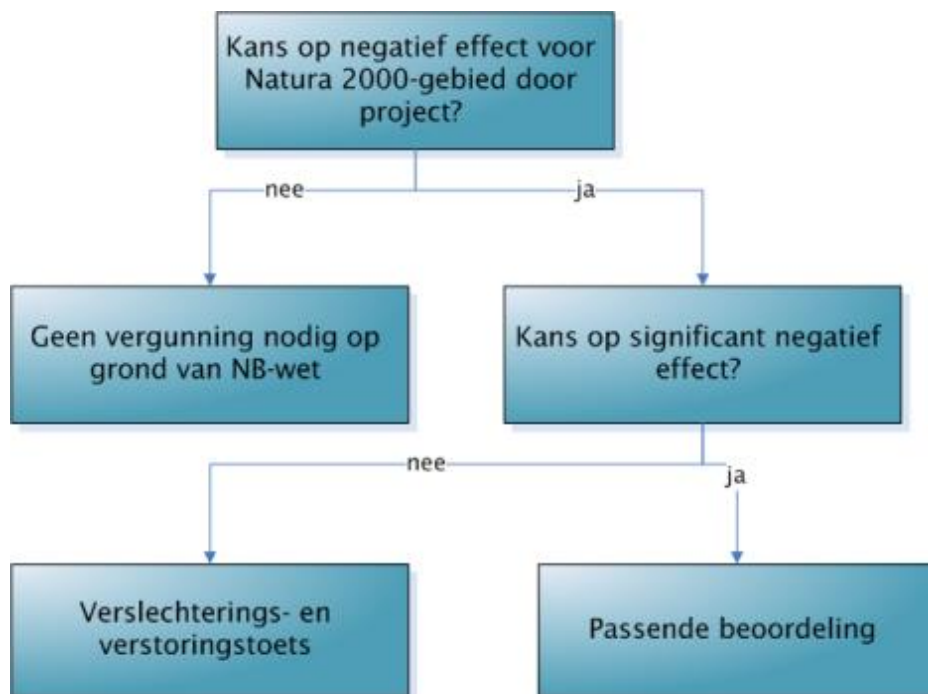 Kans op negatief effect voor
Natura 2000-gebied door
project?
nee
ja
Geen vergunning nodig op
grond van NB-wet
Kans op significant negatief
effect?
nee
ja
Verslechterings- en
verstoringstoets
Passende beoordeling